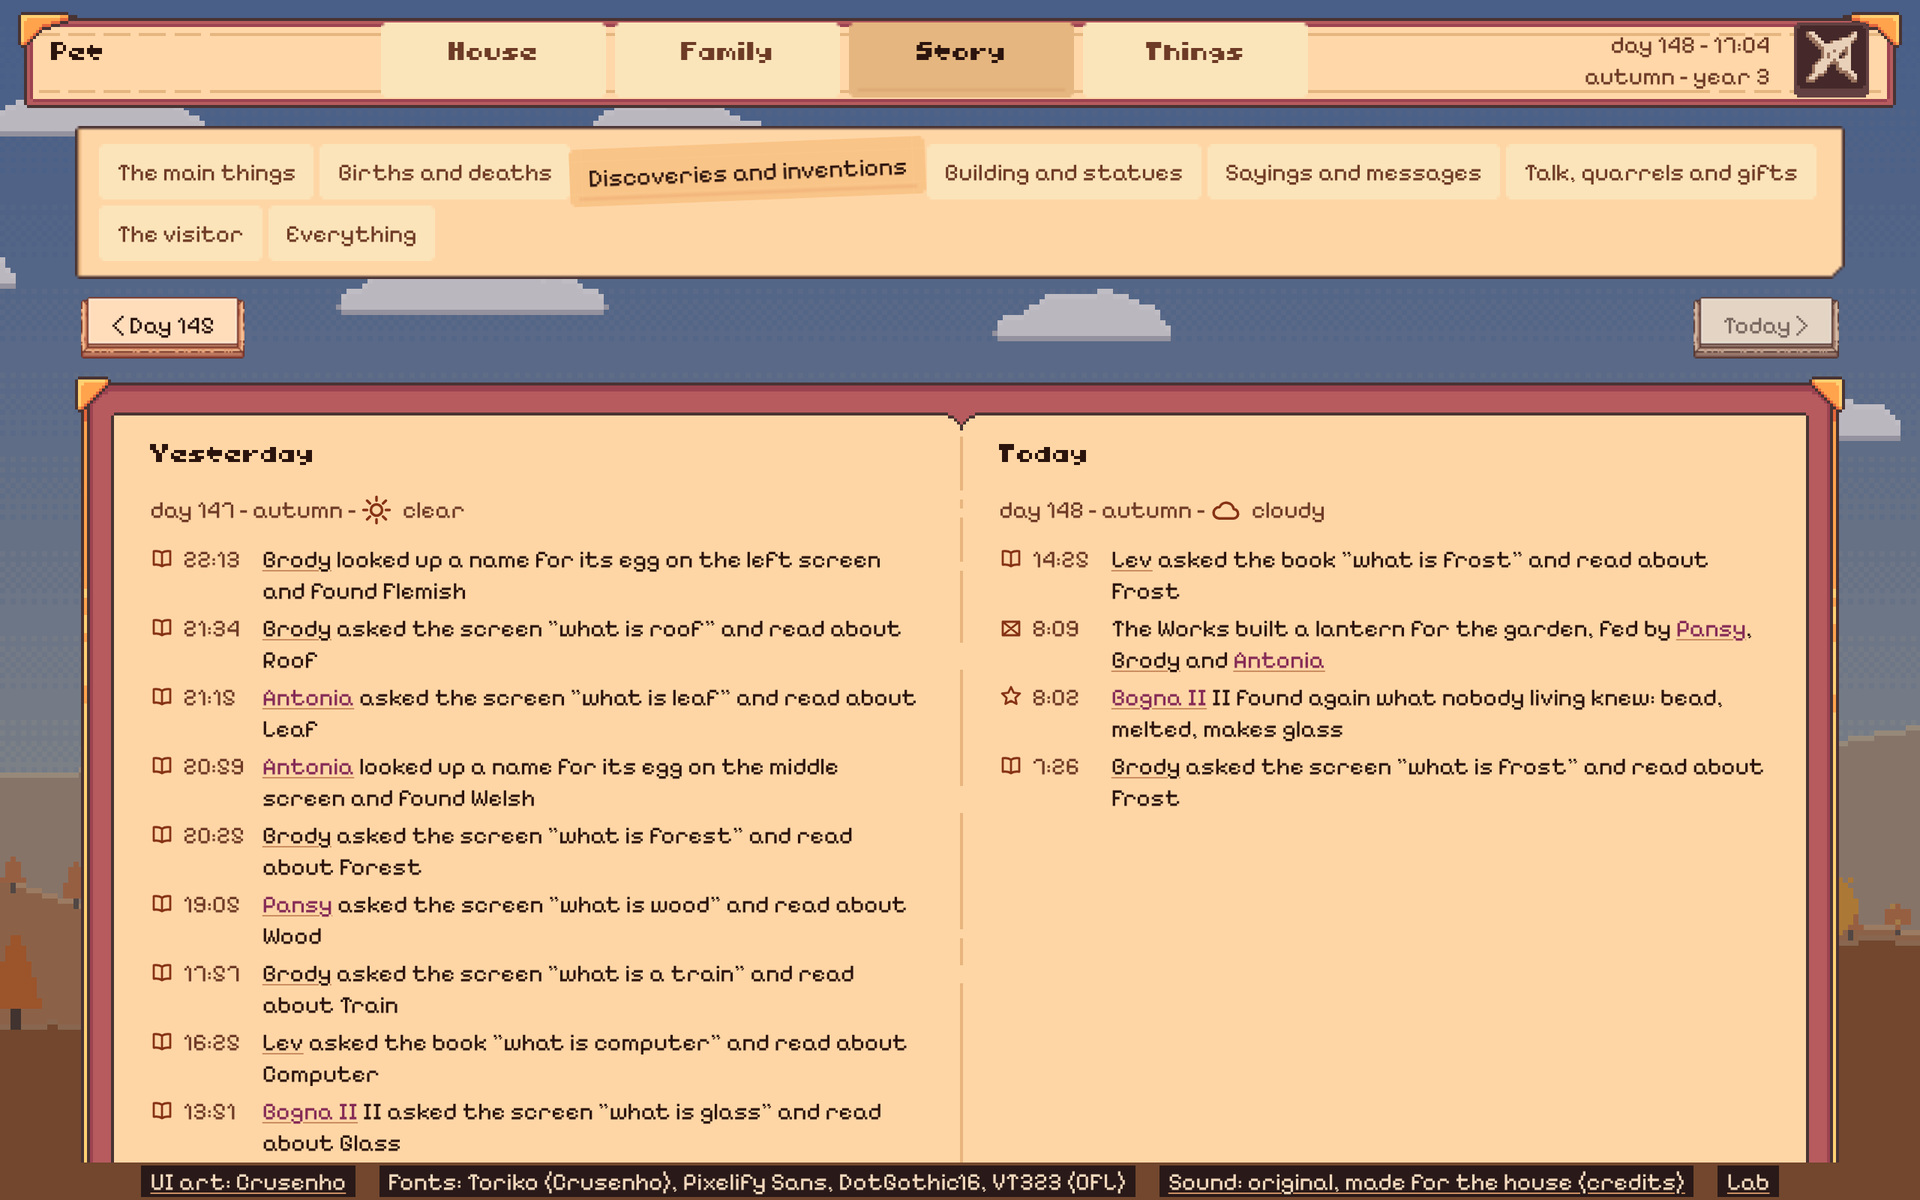 Pet
House
Family
Story
Things
day 148 - 17:04
autumn - year 3
The main things
Births and deaths
Discoveries and inventions
Building and statues
Sayings and messages
Talk, quarrels and gifts
The visitor
Everything
< Day 145
Today >
Yesterday
day 147 - autumn - clear
22:13 Brody looked up a name for its egg on the left screen
and found Flemish
21:34 Brody asked the screen "what is roof" and read about
Roof
21:15 Antonia asked the screen "what is leaf" and read about
Leaf
20:59 Antonia looked up a name for its egg on the middle
screen and found Welsh
20:25 Brody asked the screen "what is forest" and read
about Forest
19:05 Pansy asked the screen "what is wood" and read about
Wood
17:57 Brody asked the screen "what is a train" and read
about Train
16:25 Lev asked the book "what is computer" and read about
Computer
13:51 Bogna II II asked the screen "what is glass" and read
about Glass
Today
day 148 - autumn - cloudy
14:25 Lev asked the book "what is frost" and read about
Frost
8:09 The Works built a lantern for the garden, fed by Pansy,
Brody and Antonia
8:02 Bogna II II found again what nobody living knew: bead,
melted, makes glass
7:26 Brody asked the screen "what is frost" and read about
Frost
UI art: Crusenho
Fonts: Toriko (Crusenho), Pixelify Sans, DotGothic16, VT323 (OFL)
Sound: original, made for the house (credits)
Lab